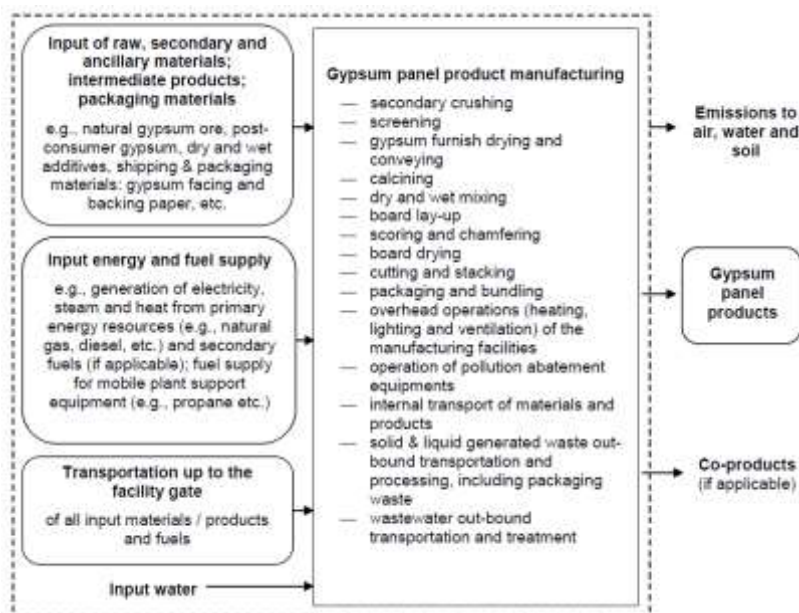 Input of raw, secondary and
ancillary materials;
intermediate products;
packaging materials
e.g., natural gypsum ore, post-
consumer gypsum, dry and wet
additives, shipping & packaging
materials: gypsum facing and
backing paper, etc.
Input energy and fuel supply
e.g., generation of electricity,
steam and heat from primary
energy resources (e.g., natural
gas, diesel, etc.) and secondary
fuels (if applicable); fuel supply
for mobile plant support
equipment (e.g., propane etc.)
Transportation up to the
facility gate
of all input materials / products
and fuels
Input water
Gypsum panel product manufacturing
— secondary crushing
— screening
— gypsum furnish drying and
conveying
— calcining
— dry and wet mixing
— board lay-up
— scoring and chamfering
— board drying
— cutting and stacking
— packaging and bundling
— overhead operations (heating,
lighting and ventilation) of the
manufacturing facilities
— operation of pollution abatement
equipments
— internal transport of materials and
products
— solid & liquid generated waste out-
bound transportation and
processing, including packaging
waste
— wastewater out-bound
transportation and treatment
Emissions to
air, water and
soil
Gypsum
panel
products
Co-products
(if applicable)